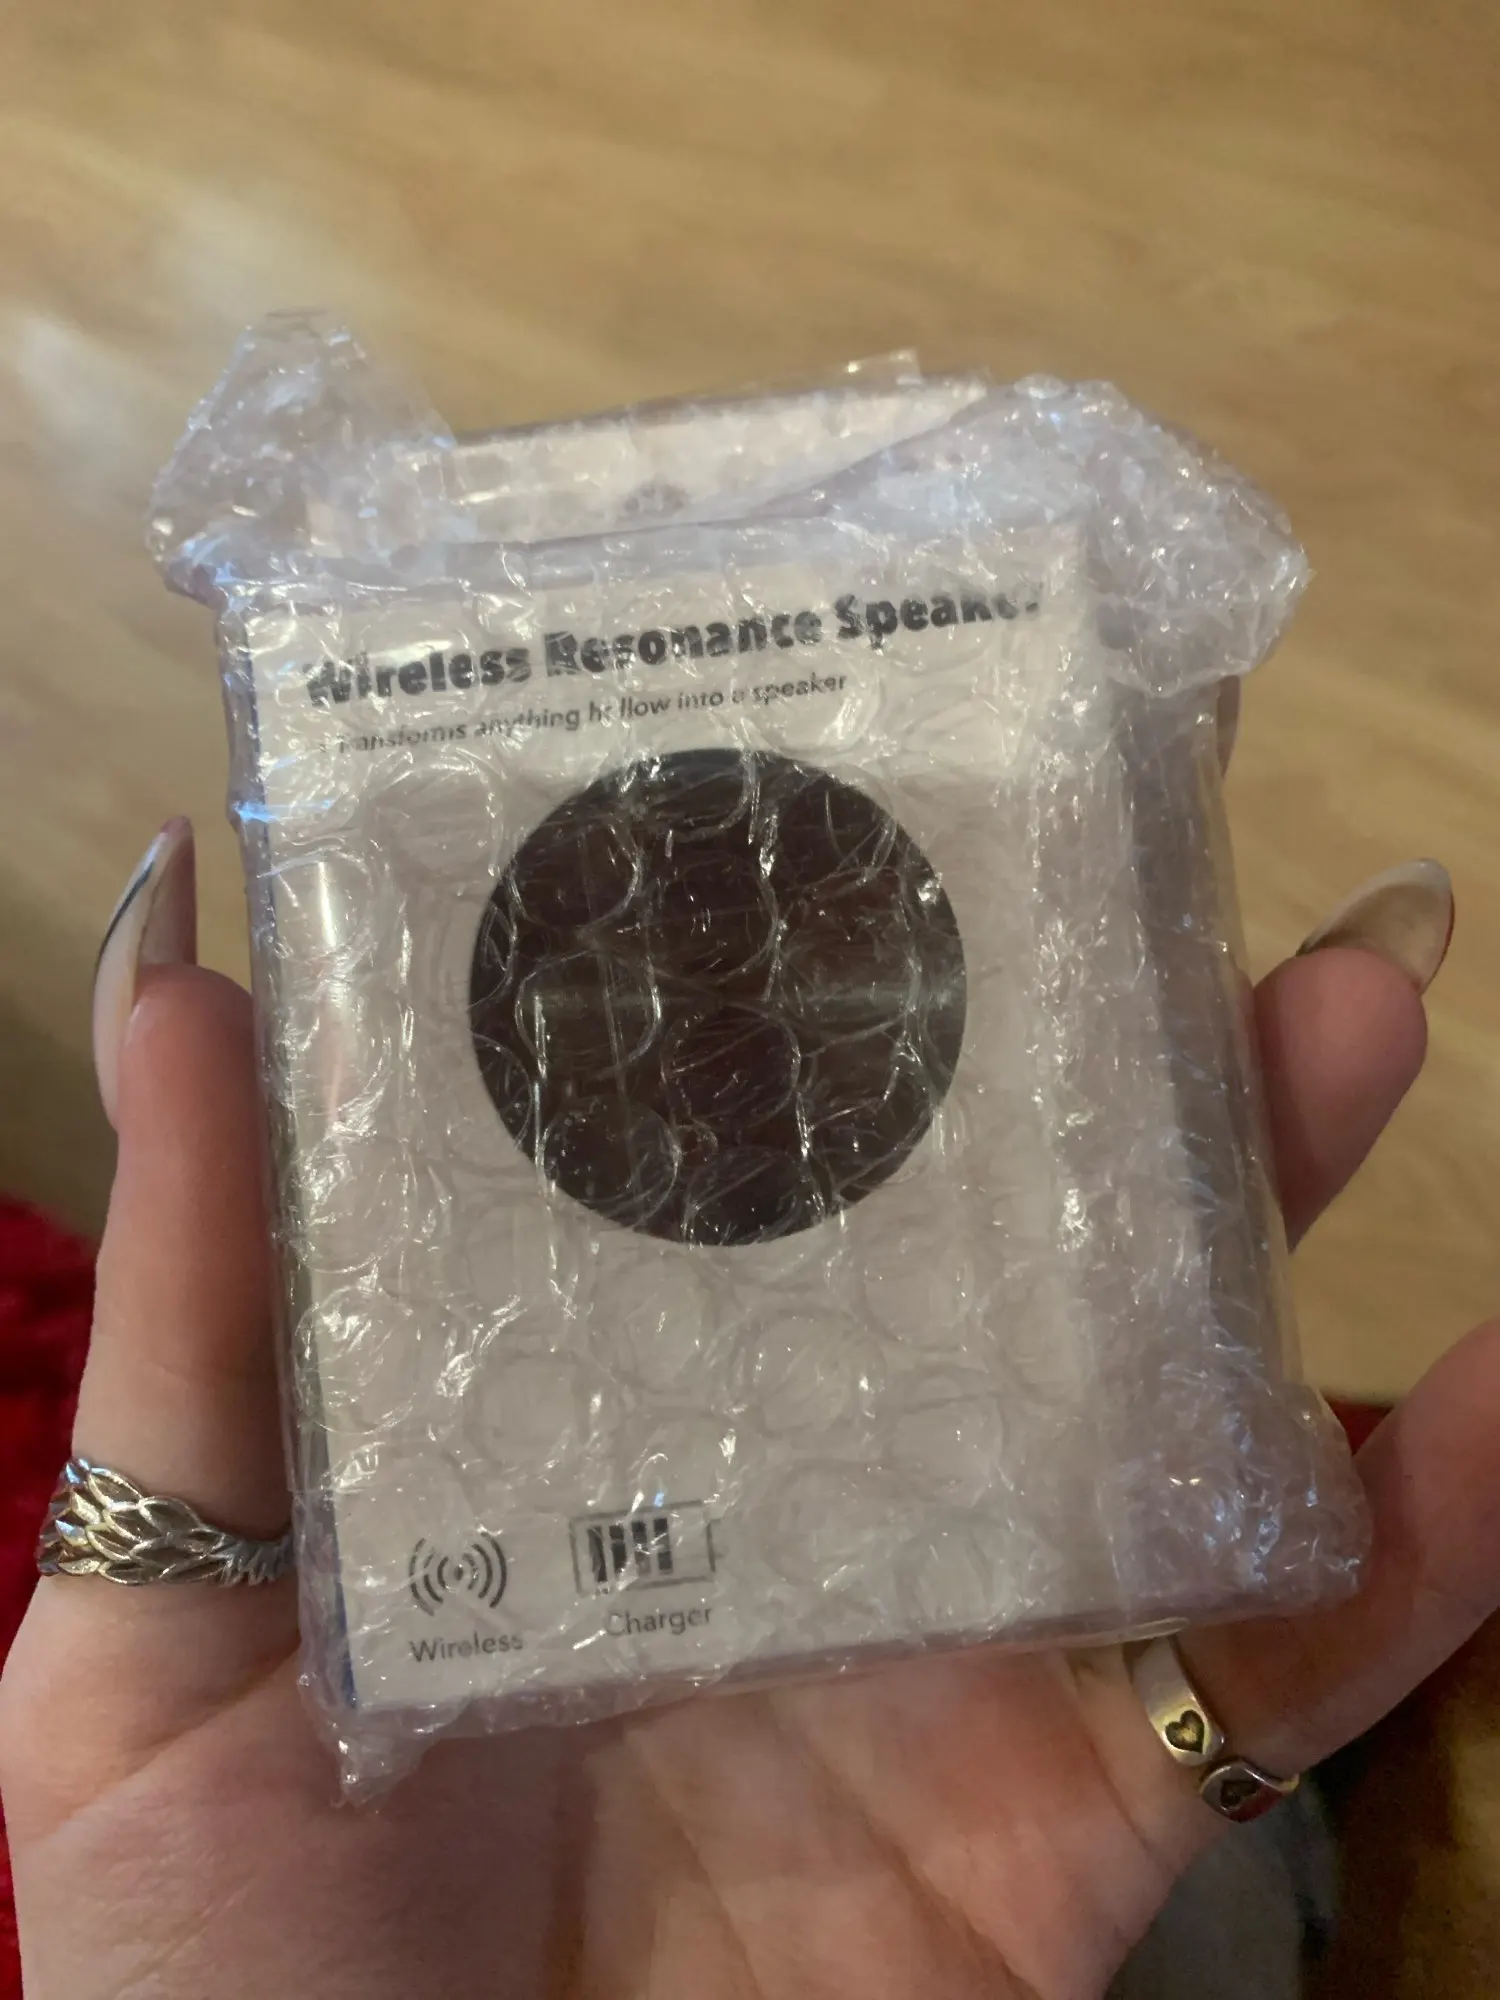 Wireless Resonance Speaker
Transforms anything hollow into a speaker
Wireless
Charger